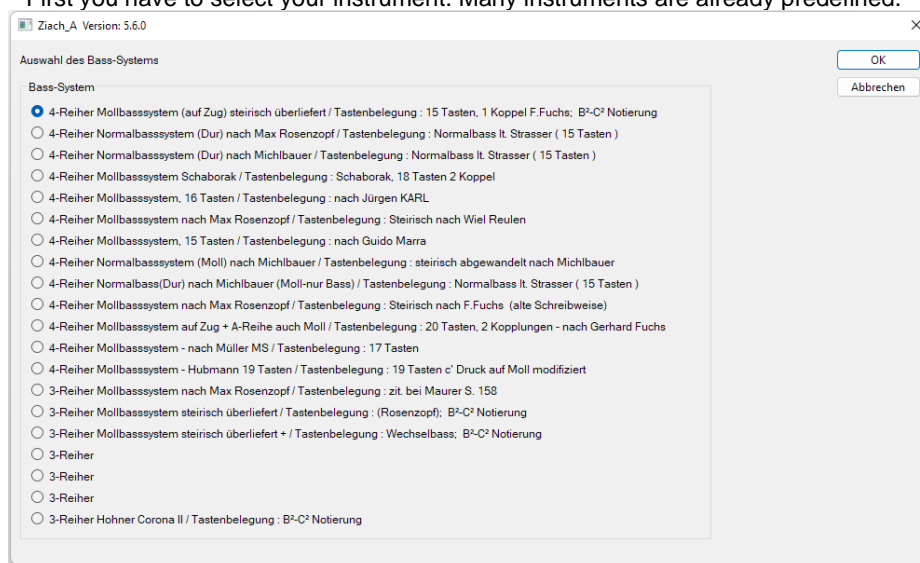 First you have to select your instrument. Many instruments are already predefined.
Ziach_A Version: 5.6.0
Auswahl des Bass-Systems
OK
Bass-System
Abbrechen
4-Reiher Mollbasssystem (auf Zug) steirisch überliefert / Tastenbelegung : 15 Tasten, 1 Koppel F.Fuchs; B²-C² Notierung
4-Reiher Normalbasssystem (Dur) nach Max Rosenzopf / Tastenbelegung : Normalbass lt. Strasser ( 15 Tasten )
4-Reiher Normalbasssystem (Dur) nach Michlbauer / Tastenbelegung : Normalbass lt. Strasser ( 15 Tasten )
4-Reiher Mollbasssystem Schaborak / Tastenbelegung : Schaborak, 18 Tasten 2 Koppel
4-Reiher Mollbasssystem, 16 Tasten / Tastenbelegung : nach Jürgen KARL
4-Reiher Mollbasssystem nach Max Rosenzopf / Tastenbelegung : Steirisch nach Wiel Reulen
4-Reiher Mollbasssystem, 15 Tasten / Tastenbelegung : nach Guido Marra
4-Reiher Normalbasssystem (Moll) nach Michlbauer / Tastenbelegung : steirisch abgewandelt nach Michlbauer
4-Reiher Normalbass(Dur) nach Michlbauer (Moll-nur Bass) / Tastenbelegung : Normalbass lt. Strasser ( 15 Tasten )
4-Reiher Mollbasssystem nach Max Rosenzopf / Tastenbelegung : Steirisch nach F.Fuchs (alte Schreibweise)
4-Reiher Mollbasssystem auf Zug + A-Reihe auch Moll / Tastenbelegung : 20 Tasten, 2 Kopplungen - nach Gerhard Fuchs
4-Reiher Mollbasssystem - nach Müller MS / Tastenbelegung : 17 Tasten
4-Reiher Mollbasssystem - Hubmann 19 Tasten / Tastenbelegung : 19 Tasten c' Druck auf Moll modifiziert
3-Reiher Mollbasssystem nach Max Rosenzopf / Tastenbelegung : zit. bei Maurer S. 158
3-Reiher Mollbasssystem steirisch überliefert / Tastenbelegung : (Rosenzopf); B²-C² Notierung
3-Reiher Mollbasssystem steirisch überliefert + / Tastenbelegung : Wechselbass; B²-C² Notierung
3-Reiher
3-Reiher
3-Reiher
3-Reiher Hohner Corona II / Tastenbelegung : B²-C² Notierung